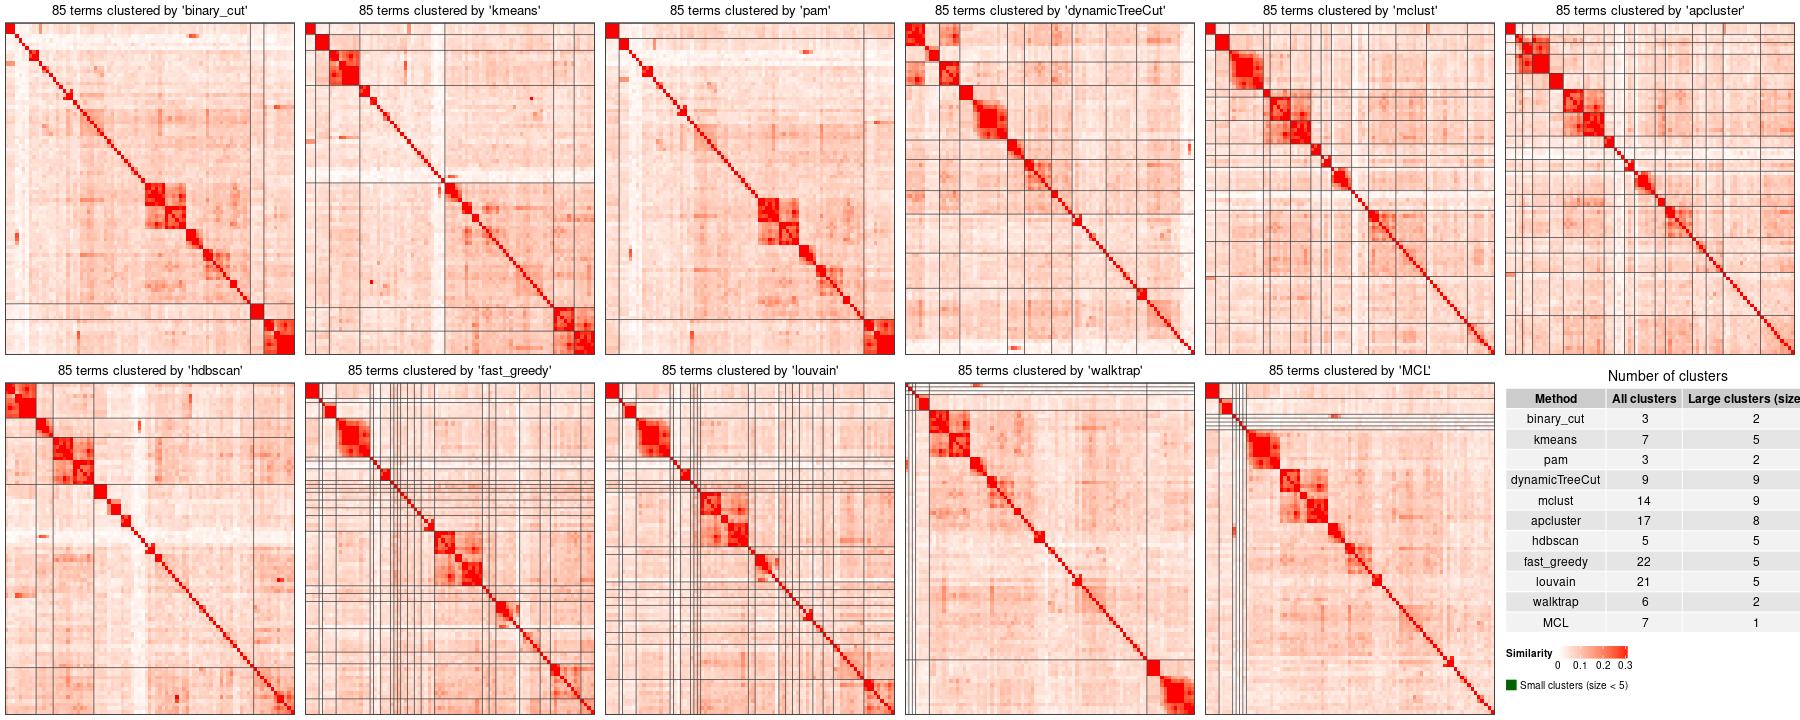 85 terms clustered by 'binary_cut'
85 terms clustered by 'kmeans'
85 terms clustered by 'pam'
85 terms clustered by 'dynamicTreeCut'
85 terms clustered by 'mclust'
85 terms clustered by 'apcluster'
85 terms clustered by 'hdbscan'
85 terms clustered by 'fast_greedy'
85 terms clustered by 'louvain'
85 terms clustered by 'walktrap'
85 terms clustered by 'MCL'
Number of clusters
Method All clusters Large clusters (size
binary_cut 3 2
kmeans 7 5
pam 3 2
dynamicTreeCut 9 9
mclust 14 9
apcluster 17 8
hdbscan 5 5
fast_greedy 22 5
louvain 21 5
walktrap 6 2
MCL 7 1
Similarity
0 0.1 0.2 0.3
Small clusters (size < 5)